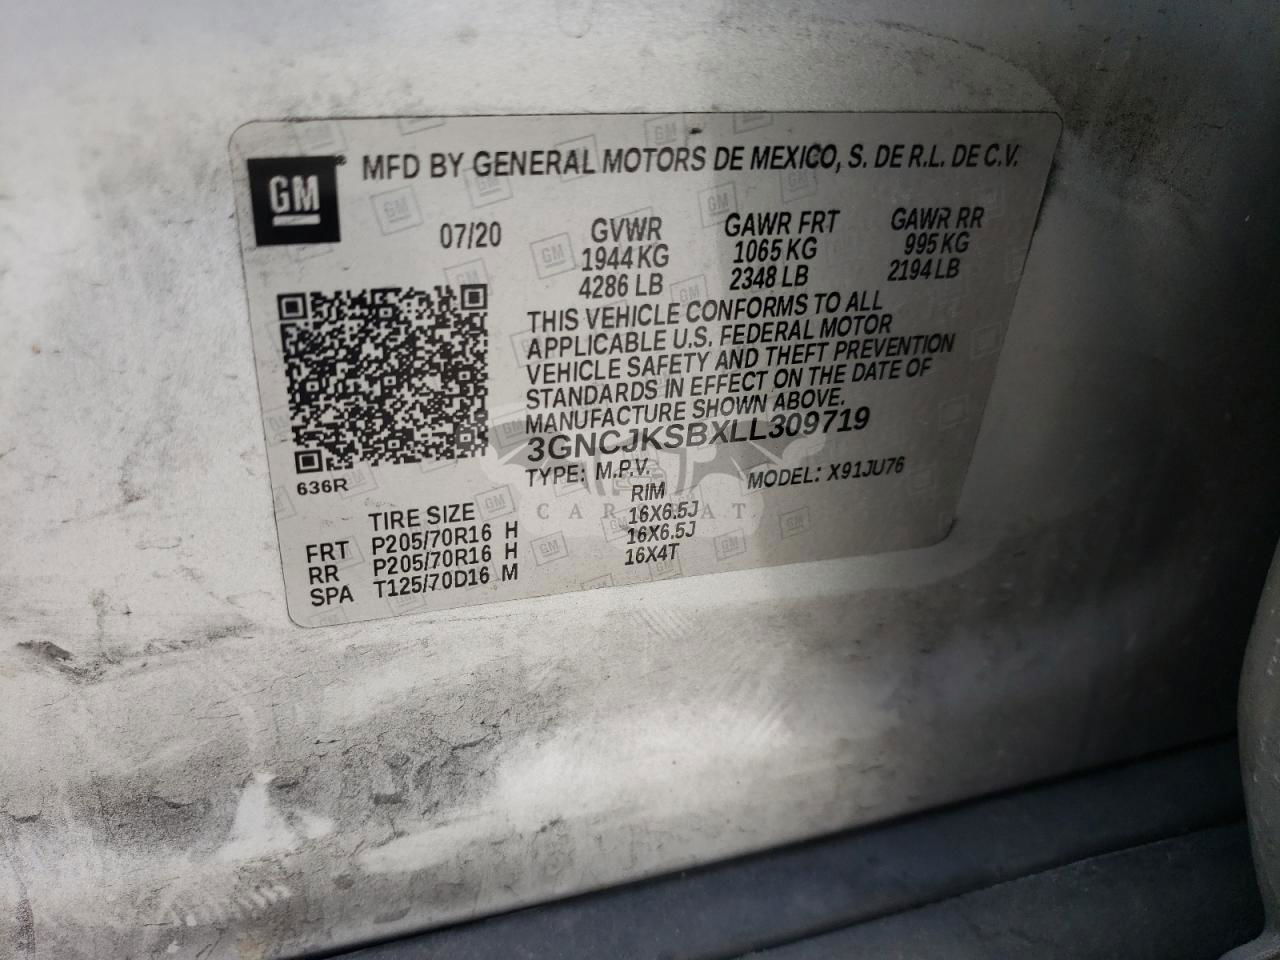 GM
MFD BY GENERAL MOTORS DE MEXICO, S. DE R.L. DE C.V.
07/20 GVWR GAWR FRT GAWR RR
1944 KG 1065 KG 995 KG
4286 LB 2348 LB 2194 LB
THIS VEHICLE CONFORMS TO ALL
APPLICABLE U.S. FEDERAL MOTOR
VEHICLE SAFETY AND THEFT PREVENTION
STANDARDS IN EFFECT ON THE DATE OF
MANUFACTURE SHOWN ABOVE.
3GNCJKSBXLL309719
TYPE: M.P.V. MODEL: X91JU76
636R
TIRE SIZE RIM
FRT P205/70R16 H 16X6.5J
RR P205/70R16 H 16X6.5J
SPA T125/70D16 M 16X4T